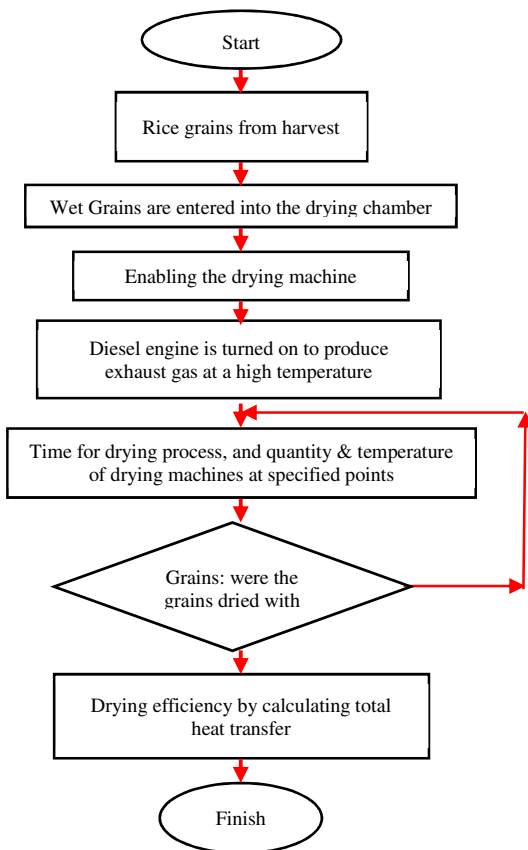 Start
Rice grains from harvest
Wet Grains are entered into the drying chamber
Enabling the drying machine
Diesel engine is turned on to produce
exhaust gas at a high temperature
Time for drying process, and quantity & temperature
of drying machines at specified points
Grains: were the
grains dried with
Drying efficiency by calculating total
heat transfer
Finish